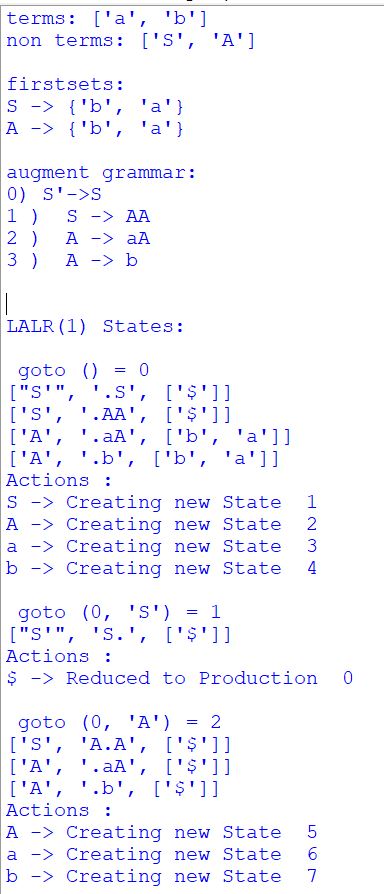 terms: ['a', 'b']
non terms: ['S', 'A']
firstsets:
S -> {'b', 'a'}
A -> {'b', 'a'}
augment grammar:
0) S'->S
1 )  S -> AA
2 )  A -> aA
3 )  A -> b
LALR(1) States:
 goto () = 0
["S'", '.S', ['$']]
['S', '.AA', ['$']]
['A', '.aA', ['b', 'a']]
['A', '.b', ['b', 'a']]
Actions :
S -> Creating new State  1
A -> Creating new State  2
a -> Creating new State  3
b -> Creating new State  4
 goto (0, 'S') = 1
["S'", 'S.', ['$']]
Actions :
$ -> Reduced to Production  0
 goto (0, 'A') = 2
['S', 'A.A', ['$']]
['A', '.aA', ['$']]
['A', '.b', ['$']]
Actions :
A -> Creating new State  5
a -> Creating new State  6
b -> Creating new State  7